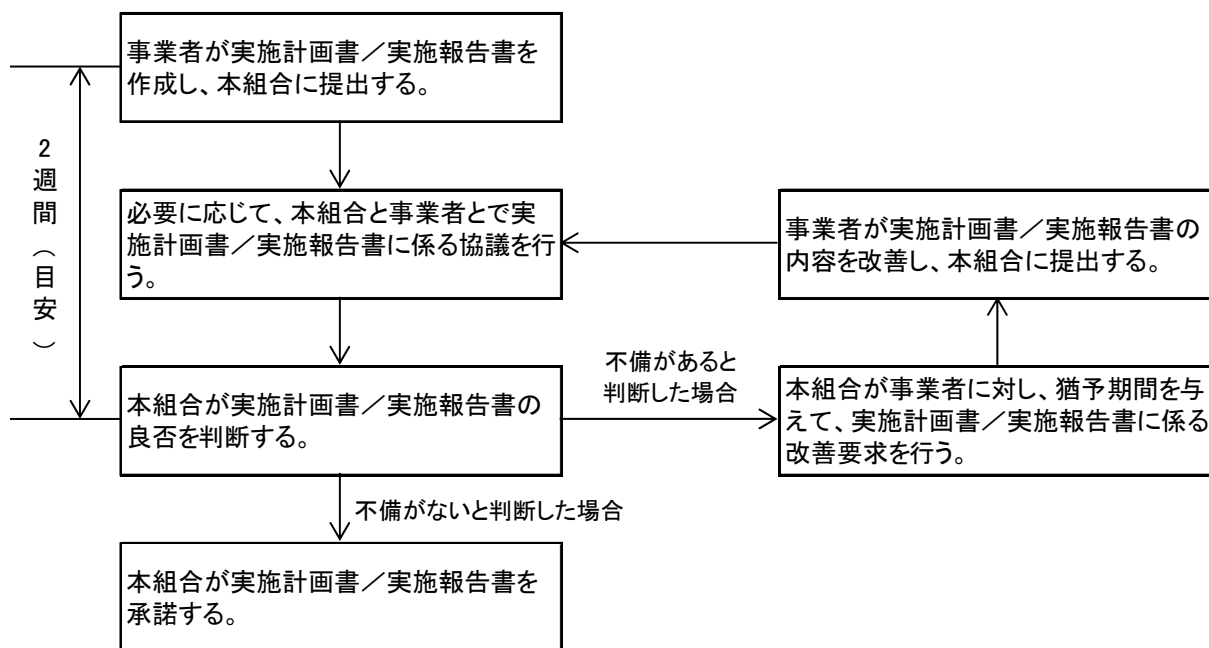 事業者が実施計画書／実施報告書を
作成し、本組合に提出する。
2週間（目安）
必要に応じて、本組合と事業者とで実
施計画書／実施報告書に係る協議を行
う。
事業者が実施計画書／実施報告書の
内容を改善し、本組合に提出する。
不備があると
判断した場合
本組合が実施計画書／実施報告書の
良否を判断する。
本組合が事業者に対し、猶予期間を与
えて、実施計画書／実施報告書に係る
改善要求を行う。
不備がないと判断した場合
本組合が実施計画書／実施報告書を
承諾する。